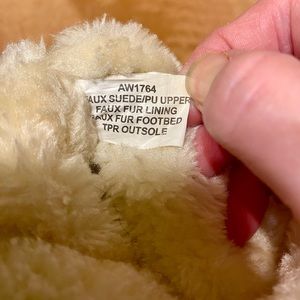 AW1764
AUX SUEDE/PU UPPER
FAUX FUR LINING
AUX FUR FOOTBED
TPR OUTSOLE